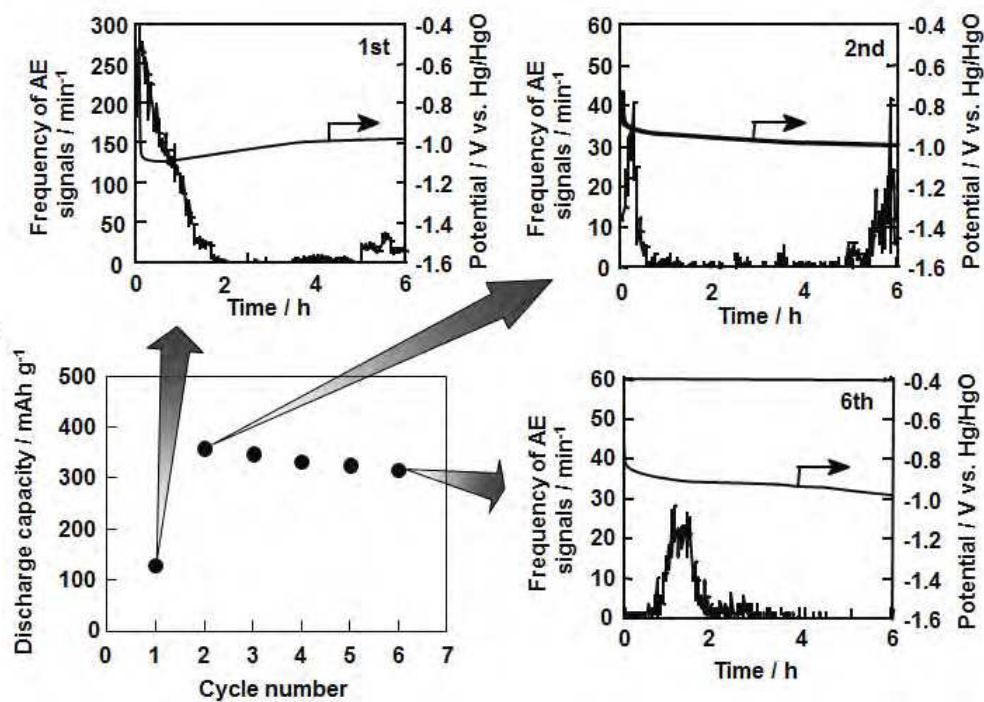 1st
Frequency of AE
signals / min⁻¹
300
250
200
150
100
50
0
0 2 4 6
Time / h
-0.4
-0.6
-0.8
-1.0
-1.2
-1.4
-1.6
Potential / V vs. Hg/HgO
2nd
Frequency of AE
signals / min⁻¹
60
50
40
30
20
10
0
0 2 4 6
Time / h
-0.4
-0.6
-0.8
-1.0
-1.2
-1.4
-1.6
Potential / V vs. Hg/HgO
Discharge capacity / mAh g⁻¹
500
400
300
200
100
0
0 1 2 3 4 5 6 7
Cycle number
6th
Frequency of AE
signals / min⁻¹
60
50
40
30
20
10
0
0 2 4 6
Time / h
-0.4
-0.6
-0.8
-1.0
-1.2
-1.4
-1.6
Potential / V vs. Hg/HgO